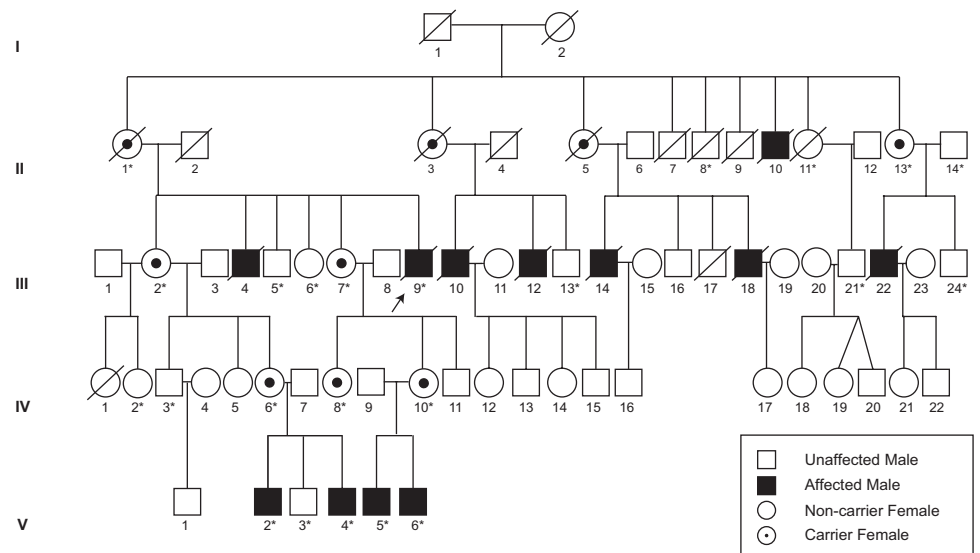 I
1 2
1* 2 3 4 5 6 7 8* 9 10 11* 12 13* 14*
II
III
1 2* 3 4 5* 6* 7* 8 9* 10 11 12 13* 14 15 16 17 18 19 20 21* 22 23 24*
IV
1 2* 3* 4 5 6* 7 8* 9 10* 11 12 13 14 15 16 17 18 19 20 21 22
Unaffected Male
Affected Male
Non-carrier Female
Carrier Female
V
1 2* 3* 4* 5* 6*